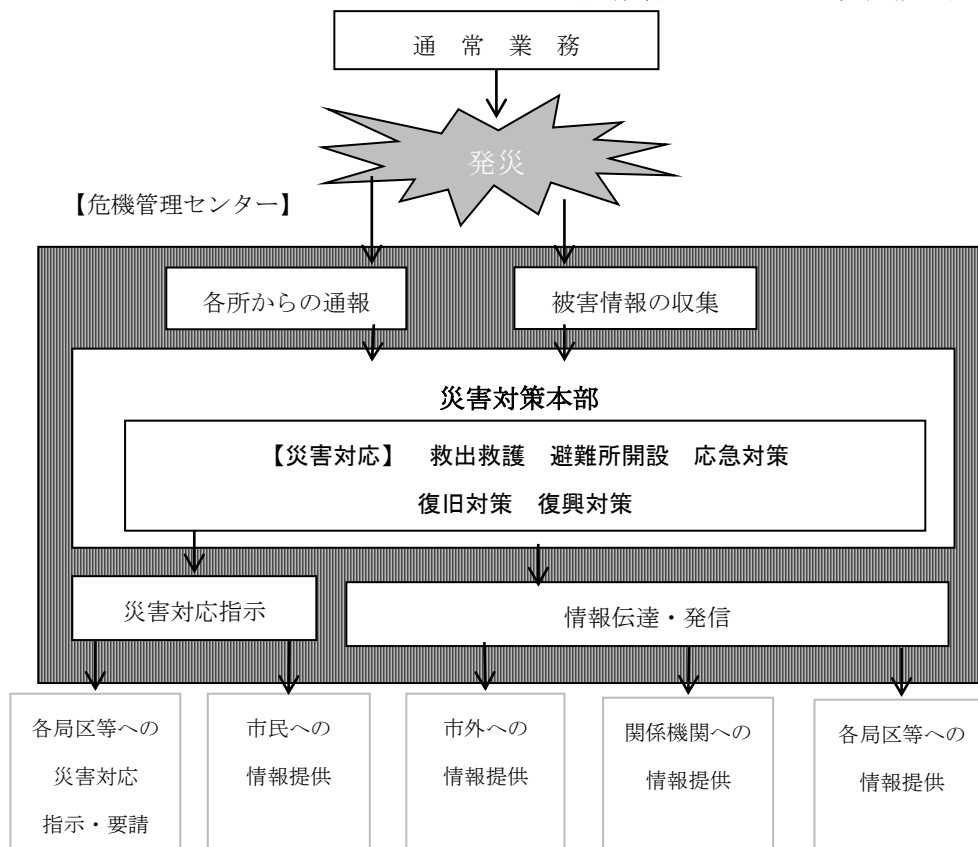 通 常 業 務
発災
【危機管理センター】
各所からの通報
被害情報の収集
災害対策本部
【災害対応】 救出救護 避難所開設 応急対策
復旧対策 復興対策
災害対応指示
情報伝達・発信
各局区等への
災害対応
指示・要請
市民への
情報提供
市外への
情報提供
関係機関への
情報提供
各局区等への
情報提供